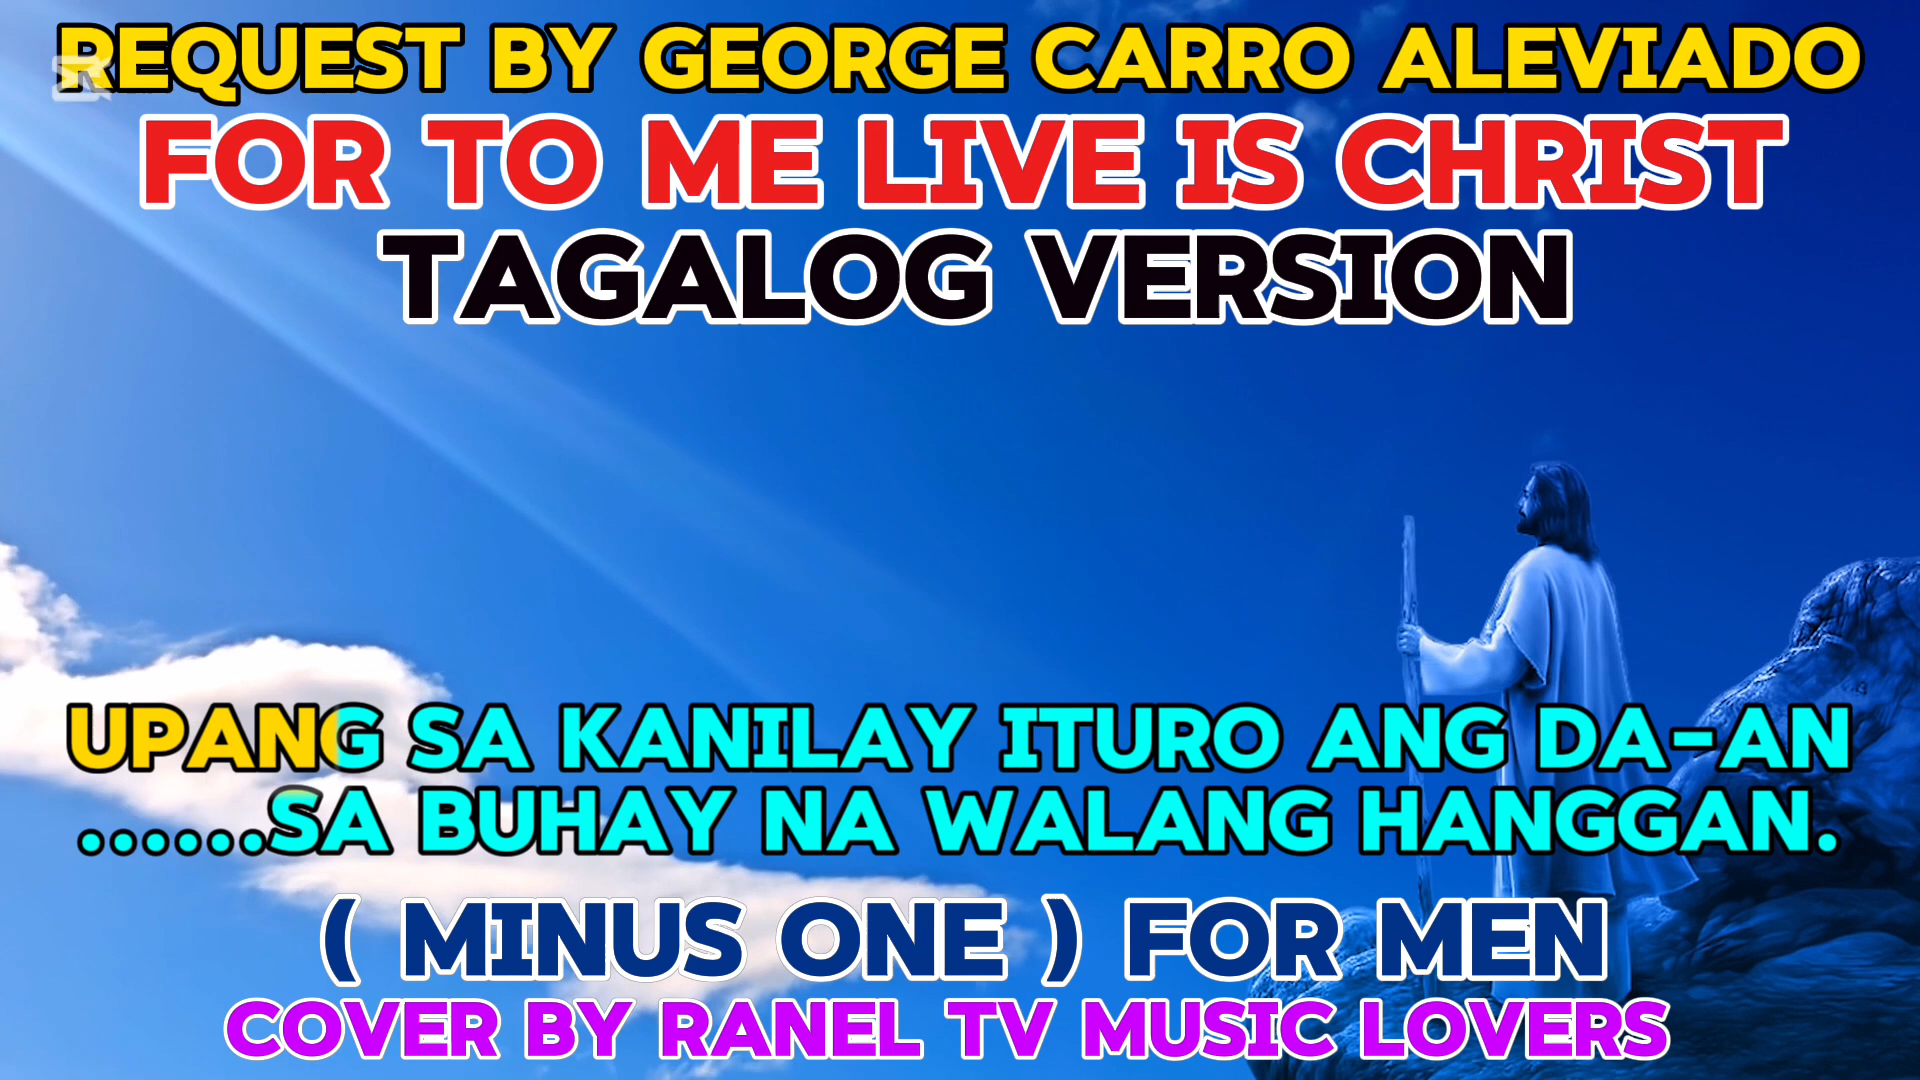 REQUEST BY GEORGE CARRO ALEVIADO
FOR TO ME LIVE IS CHRIST
TAGALOG VERSION
UPANG SA KANILAY ITURO ANG DA-AN
......SA BUHAY NA WALANG HANGGAN.
( MINUS ONE ) FOR MEN
COVER BY RANEL TV MUSIC LOVERS